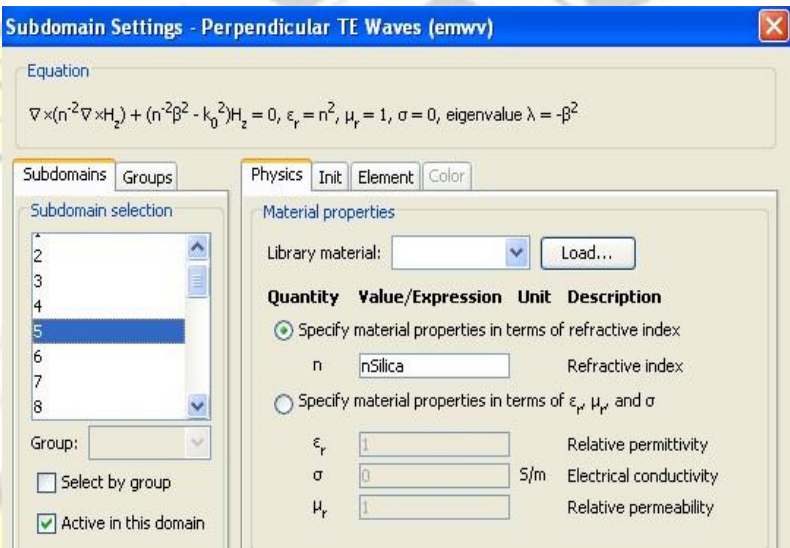 Subdomain Settings - Perpendicular TE Waves (emwv)
Equation
∇×(n⁻²∇×H_z) + (n⁻²β² - k₀²)H_z = 0, ε_r = n², μ_r = 1, σ = 0, eigenvalue λ = -β²
Subdomains Groups
Subdomain selection
2
3
4
5
6
7
8
Group:
Select by group
Active in this domain
Physics Init Element Color
Material properties
Library material: Load...
Quantity Value/Expression Unit Description
Specify material properties in terms of refractive index
n nSilica Refractive index
Specify material properties in terms of ε_r, μ_r, and σ
ε_r 1 Relative permittivity
σ 0 S/m Electrical conductivity
μ_r 1 Relative permeability